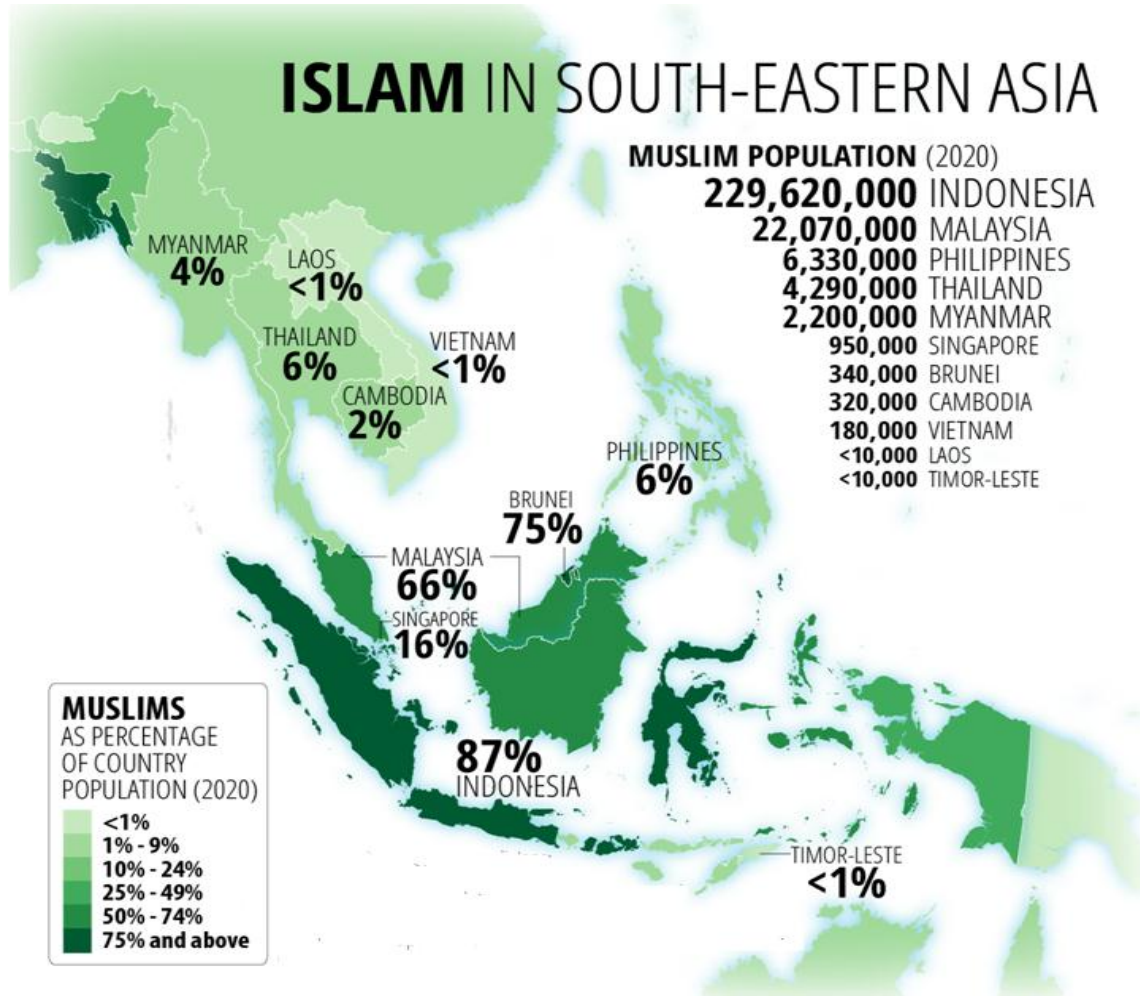 ISLAM IN SOUTH-EASTERN ASIA
MUSLIM POPULATION (2020)
229,620,000 INDONESIA
22,070,000 MALAYSIA
6,330,000 PHILIPPINES
4,290,000 THAILAND
2,200,000 MYANMAR
950,000 SINGAPORE
340,000 BRUNEI
320,000 CAMBODIA
180,000 VIETNAM
<10,000 LAOS
<10,000 TIMOR-LESTE
MYANMAR
4%
LAOS
<1%
THAILAND
6%
VIETNAM
<1%
CAMBODIA
2%
PHILIPPINES
6%
BRUNEI
75%
MALAYSIA
66%
SINGAPORE
16%
87%
INDONESIA
TIMOR-LESTE
<1%
MUSLIMS
AS PERCENTAGE
OF COUNTRY
POPULATION (2020)
<1%
1% - 9%
10% - 24%
25% - 49%
50% - 74%
75% and above